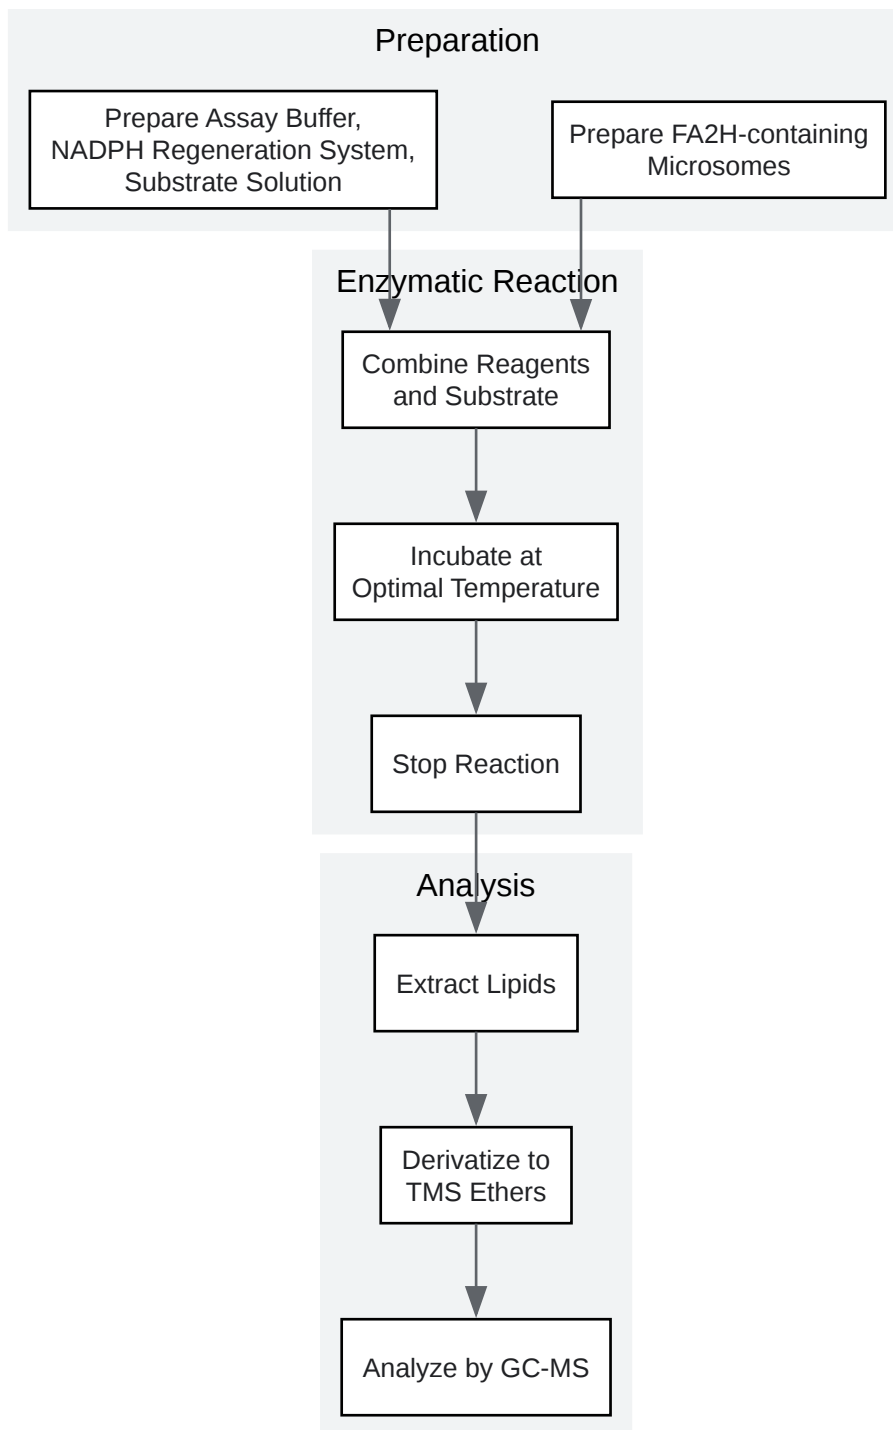 Preparation
Prepare Assay Buffer,
NADPH Regeneration System,
Substrate Solution
Prepare FA2H-containing
Microsomes
Enzymatic Reaction
Combine Reagents
and Substrate
Incubate at
Optimal Temperature
Stop Reaction
Analysis
Extract Lipids
Derivatize to
TMS Ethers
Analyze by GC-MS